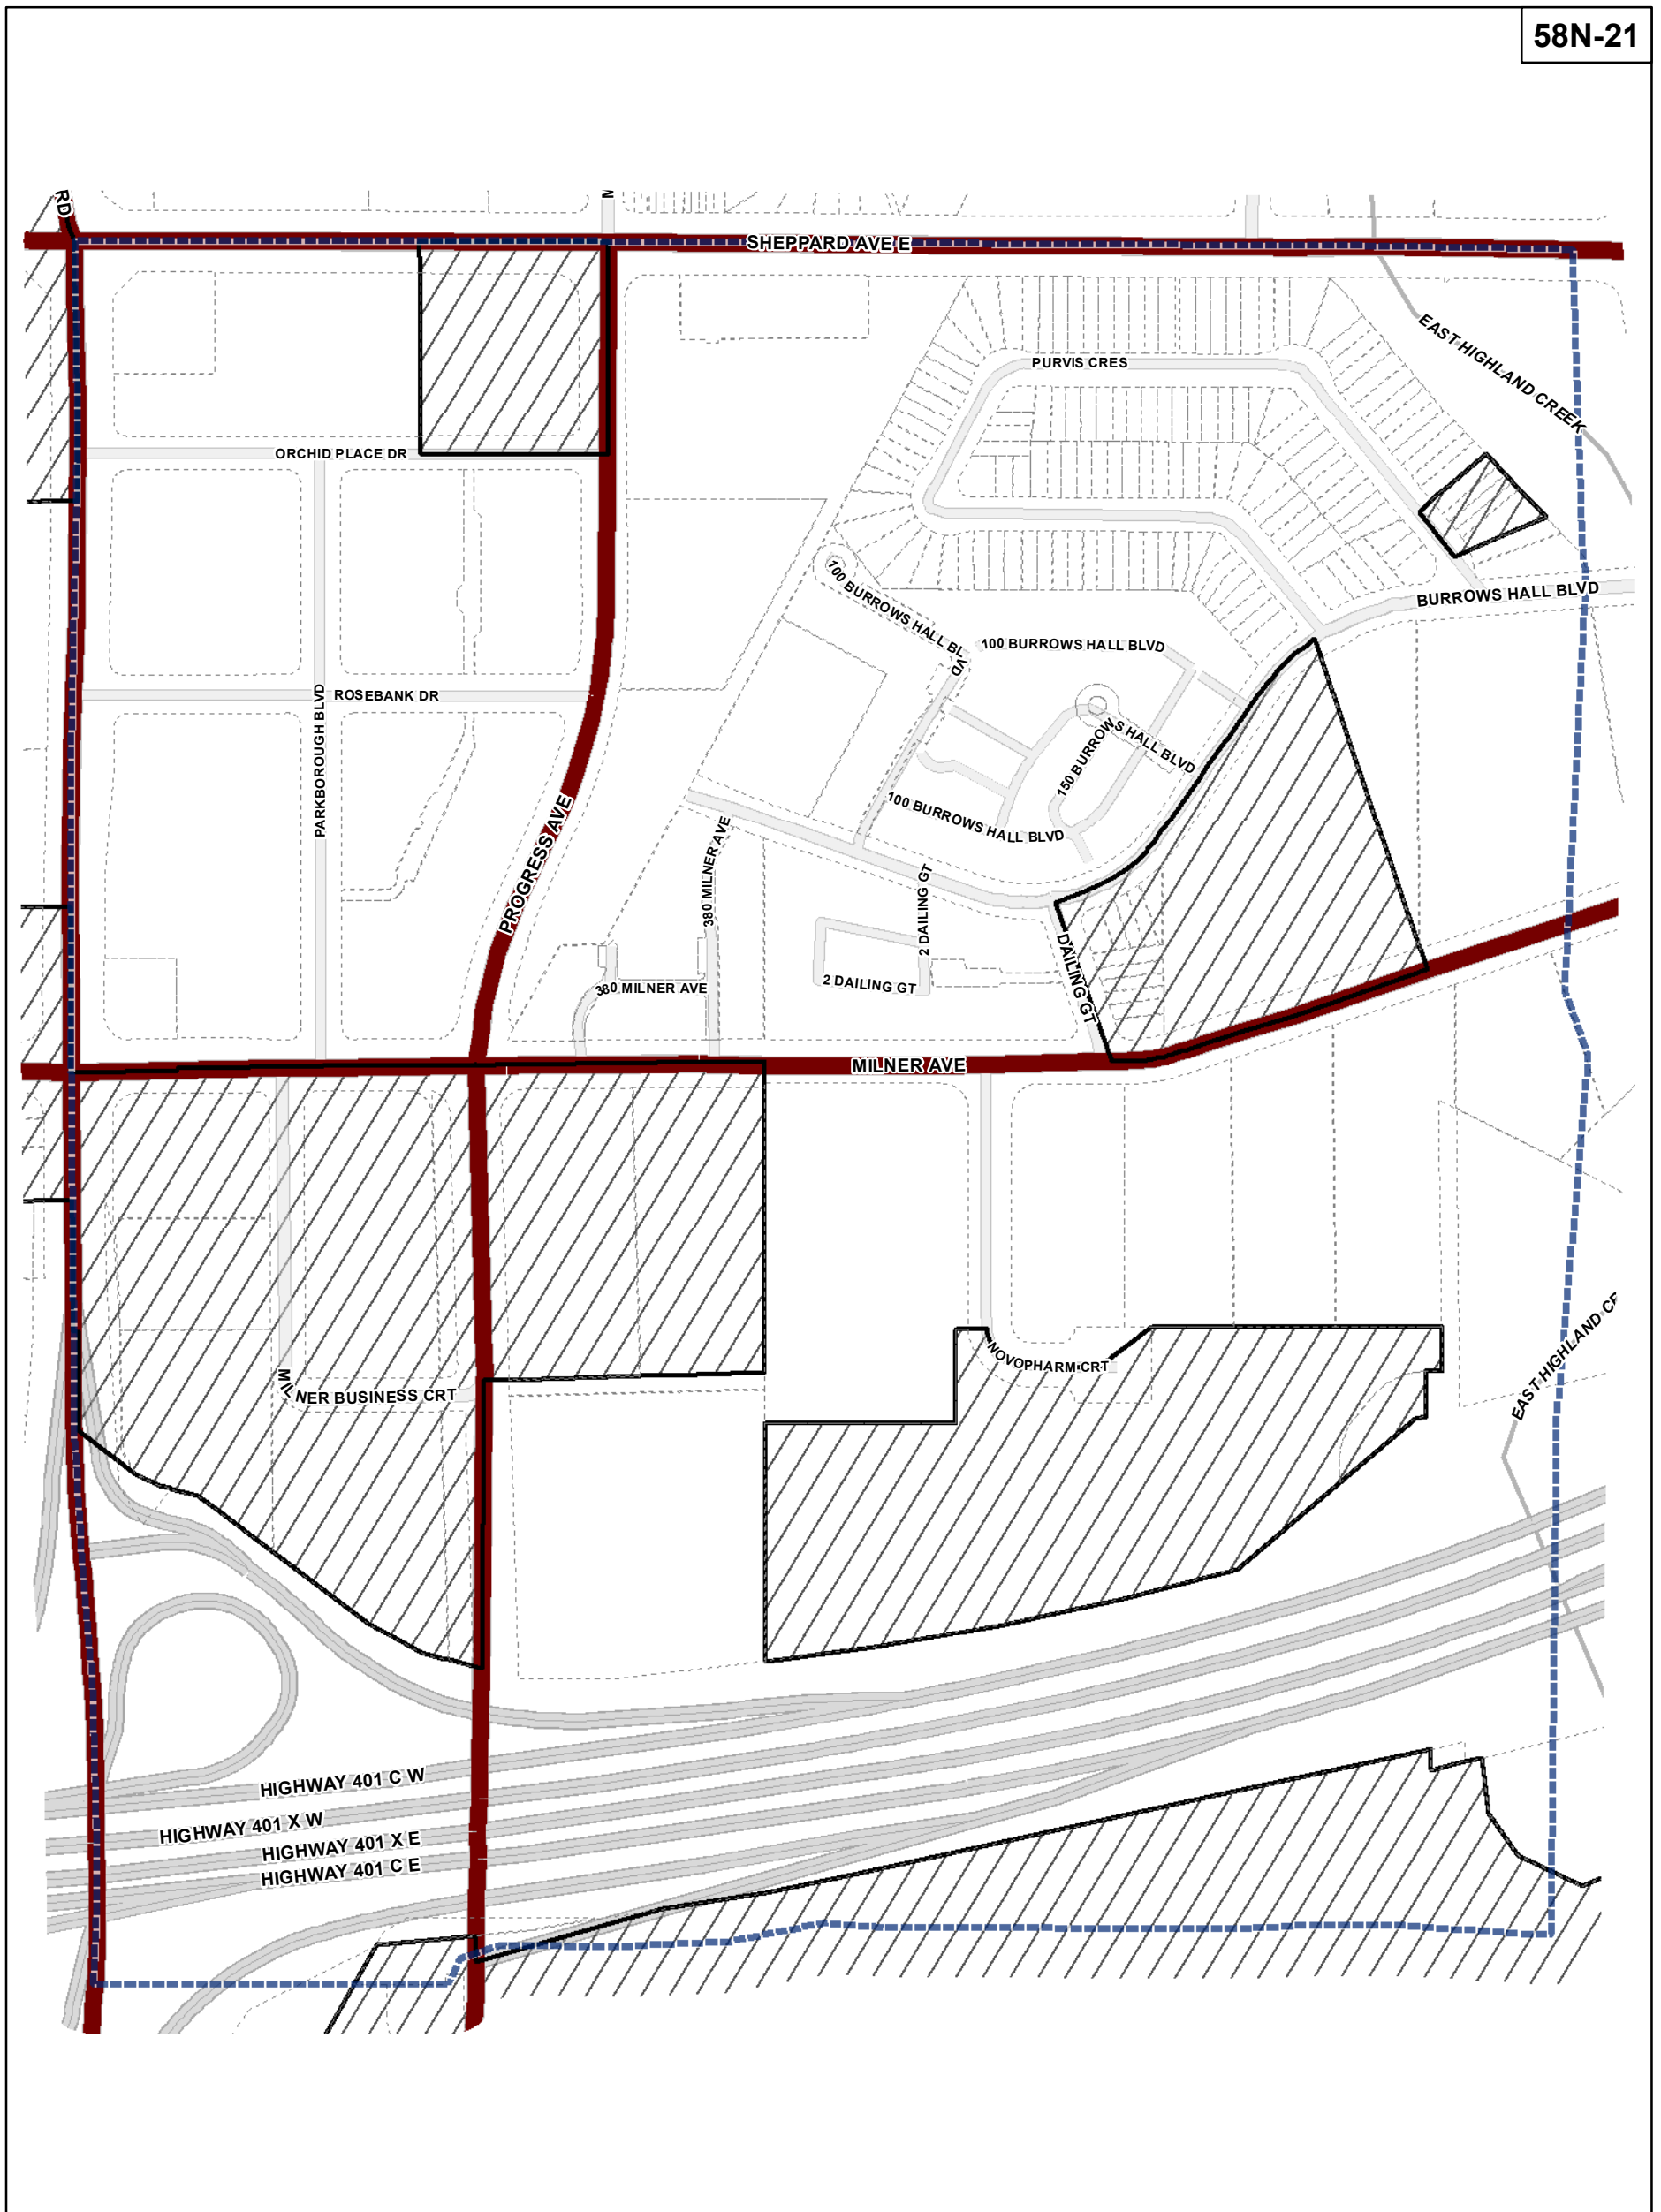 58N-21
RD
SHEPPARD AVE E
EAST HIGHLAND CREEK
PURVIS CRES
ORCHID PLACE DR
100 BURROWS HALL BLVD
BURROWS HALL BLVD
100 BURROWS HALL BLVD
PARKBOROUGH BLVD
ROSEBANK DR
150 BURROWS HALL BLVD
100 BURROWS HALL BLVD
PROGRESS AVE
380 MILNER AVE
2 DAILING GT
DAILING GT
380 MILNER AVE
2 DAILING GT
MILNER AVE
NOVOPHARM CRT
MILNER BUSINESS CRT
EAST HIGHLAND CR
HIGHWAY 401 C W
HIGHWAY 401 X W
HIGHWAY 401 X E
HIGHWAY 401 C E